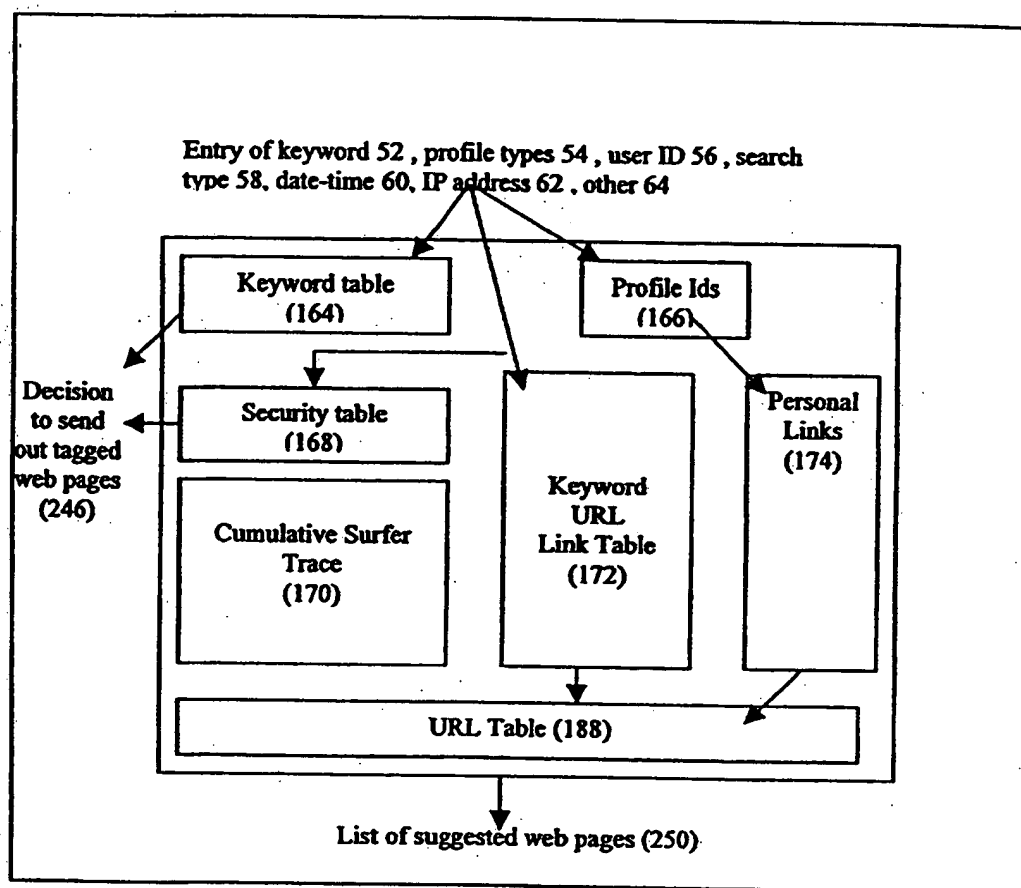 Entry of keyword 52 , profile types 54 , user ID 56 , search
type 58, date-time 60, IP address 62 , other 64
Keyword table
(164)
Profile Ids
(166)
Decision
to send
out tagged
web pages
(246)
Security table
(168)
Personal
Links
(174)
Cumulative Surfer
Trace
(170)
Keyword
URL
Link Table
(172)
URL Table (188)
List of suggested web pages (250)